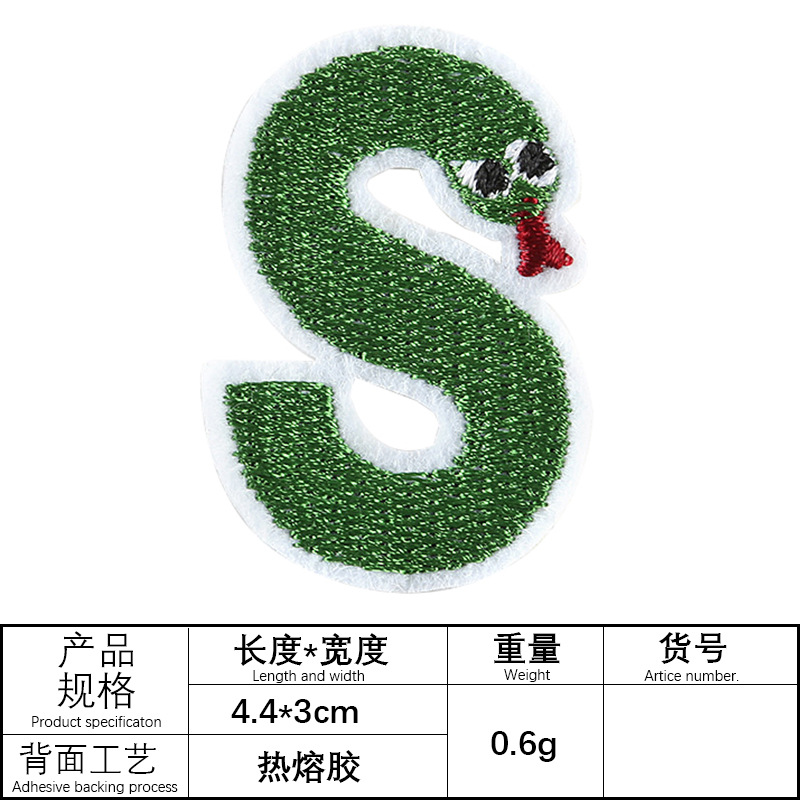 产品
规格
Product specificaton
长度*宽度
Length and width
重量
Weight
货号
Artice number.
4.4*3cm
0.6g
背面工艺
Adhesive backing process
热熔胶